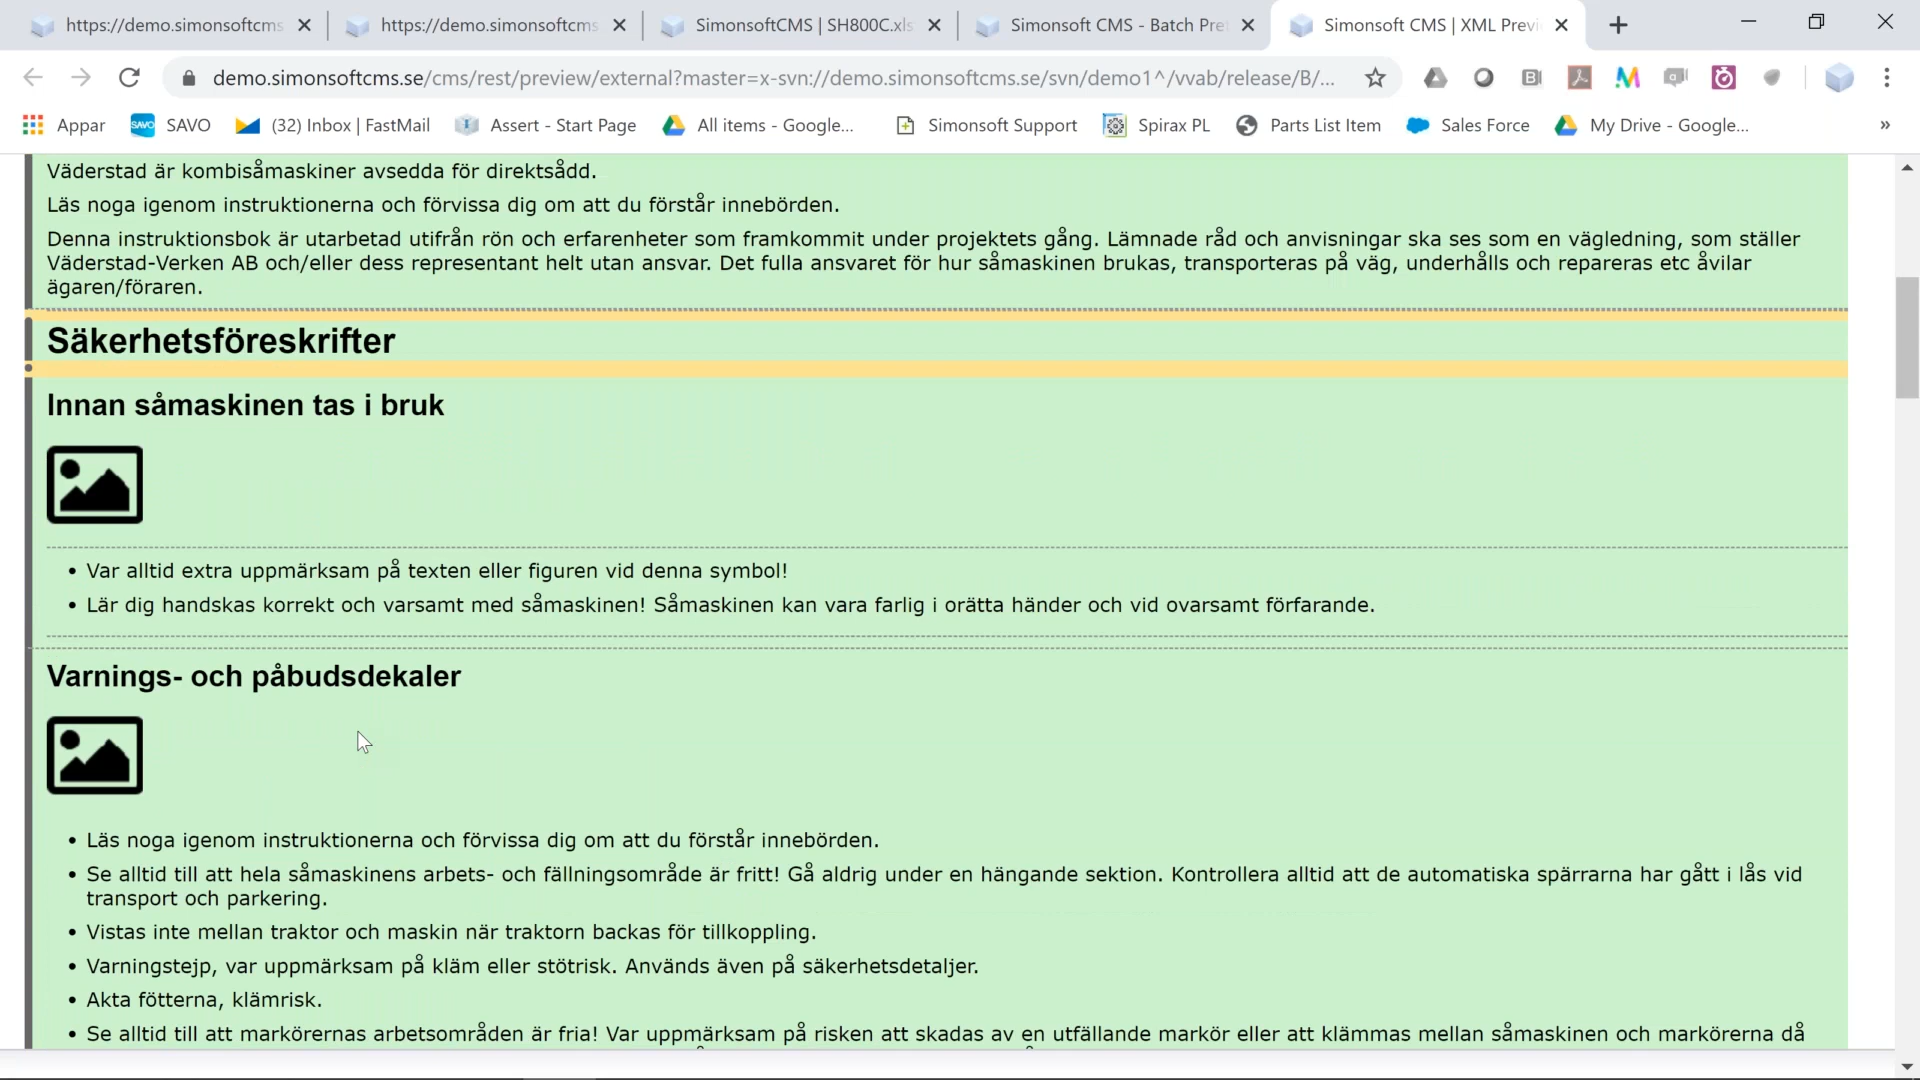 https://demo.simonsoftcms
https://demo.simonsoftcms
SimonsoftCMS | SH800C.xls
Simonsoft CMS - Batch Pre
Simonsoft CMS | XML Previ
demo.simonsoftcms.se/cms/rest/preview/external?master=x-svn://demo.simonsoftcms.se/svn/demo1^/vvab/release/B/...
Appar
SAVO
(32) Inbox | FastMail
Assert - Start Page
All items - Google...
Simonsoft Support
Spirax PL
Parts List Item
Sales Force
My Drive - Google...
»
Väderstad är kombisåmaskiner avsedda för direktsådd.
Läs noga igenom instruktionerna och förvissa dig om att du förstår innebörden.
Denna instruktionsbok är utarbetad utifrån rön och erfarenheter som framkommit under projektets gång. Lämnade råd och anvisningar ska ses som en vägledning, som ställer
Väderstad-Verken AB och/eller dess representant helt utan ansvar. Det fulla ansvaret för hur såmaskinen brukas, transporteras på väg, underhålls och repareras etc åvilar
ägaren/föraren.
Säkerhetsföreskrifter
Innan såmaskinen tas i bruk
• Var alltid extra uppmärksam på texten eller figuren vid denna symbol!
• Lär dig handskas korrekt och varsamt med såmaskinen! Såmaskinen kan vara farlig i orätta händer och vid ovarsamt förfarande.
Varnings- och påbudsdekaler
• Läs noga igenom instruktionerna och förvissa dig om att du förstår innebörden.
• Se alltid till att hela såmaskinens arbets- och fällningsområde är fritt! Gå aldrig under en hängande sektion. Kontrollera alltid att de automatiska spärrarna har gått i lås vid
transport och parkering.
• Vistas inte mellan traktor och maskin när traktorn backas för tillkoppling.
• Varningstejp, var uppmärksam på kläm eller stötrisk. Används även på säkerhetsdetaljer.
• Akta fötterna, klämrisk.
• Se alltid till att markörernas arbetsområden är fria! Var uppmärksam på risken att skadas av en utfällande markör eller att klämmas mellan såmaskinen och markörerna då